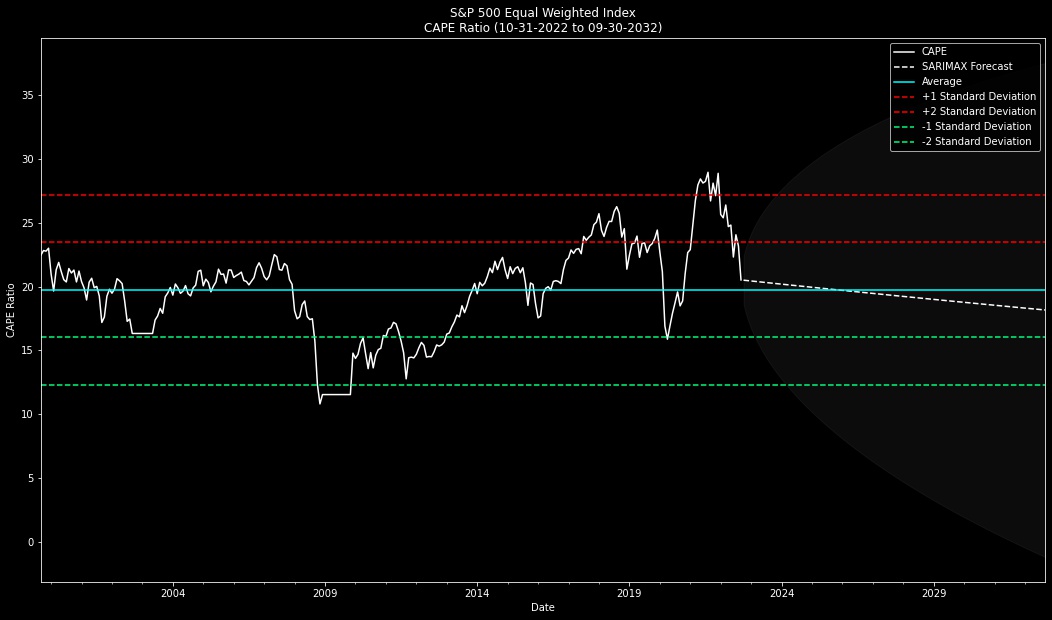 S&P 500 Equal Weighted Index
CAPE Ratio (10-31-2022 to 09-30-2032)
CAPE
SARIMAX Forecast
Average
+1 Standard Deviation
+2 Standard Deviation
-1 Standard Deviation
-2 Standard Deviation
CAPE Ratio
35
30
25
20
15
10
5
0
2004
2009
2014
2019
2024
2029
Date